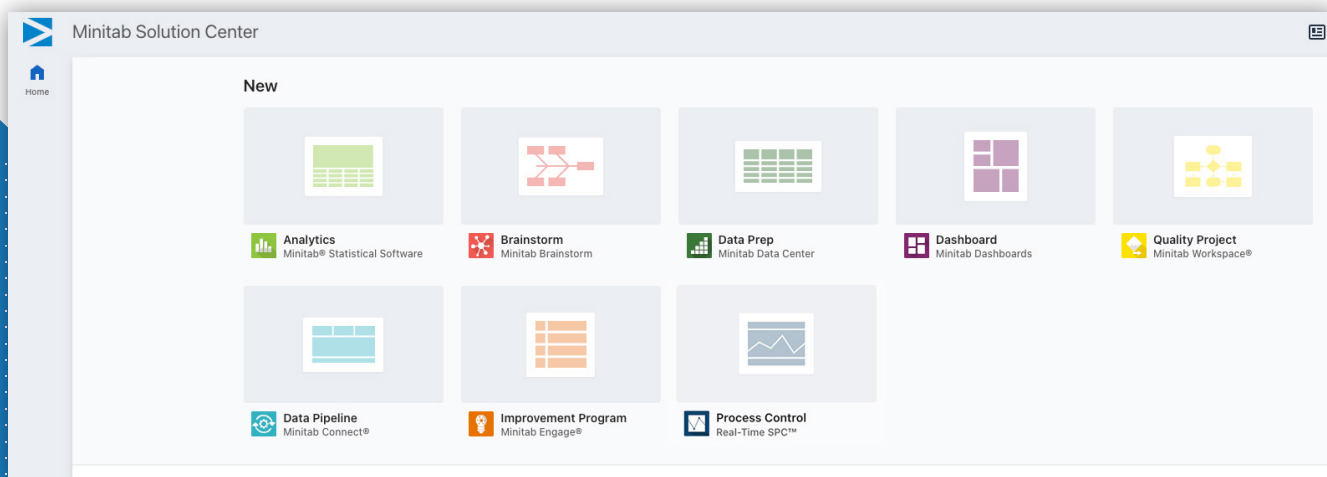 Minitab Solution Center
Home
New
Analytics
Minitab® Statistical Software
Brainstorm
Minitab Brainstorm
Data Prep
Minitab Data Center
Dashboard
Minitab Dashboards
Quality Project
Minitab Workspace®
Data Pipeline
Minitab Connect®
Improvement Program
Minitab Engage®
Process Control
Real-Time SPC™